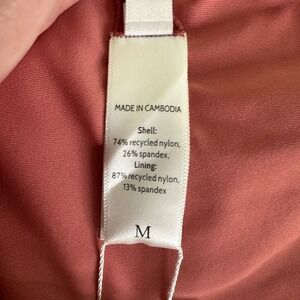 MADE IN CAMBODIA
Shell:
74% recycled nylon,
26% spandex,
Lining:
87% recycled nylon,
13% spandex
M